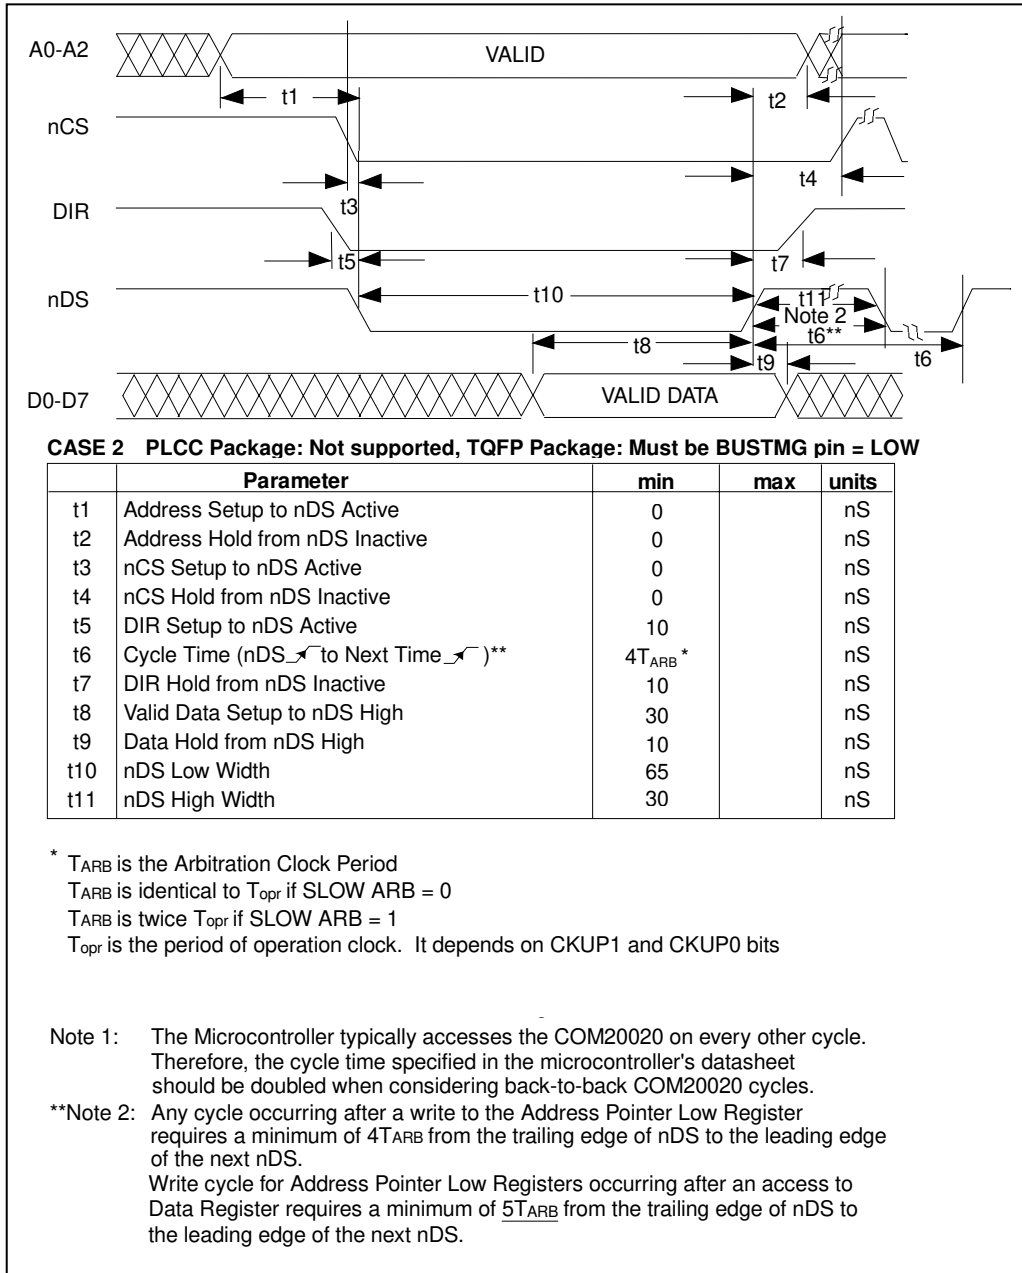 A0-A2 VALID
t1 t2
nCS
t4
t3
DIR
t5 t7
nDS t10 t11
Note 2
t8 t6**
t9 t6
D0-D7 VALID DATA
CASE 2 PLCC Package: Not supported, TQFP Package: Must be BUSTMG pin = LOW
Parameter min max units
t1 Address Setup to nDS Active 0 nS
t2 Address Hold from nDS Inactive 0 nS
t3 nCS Setup to nDS Active 0 nS
t4 nCS Hold from nDS Inactive 0 nS
t5 DIR Setup to nDS Active 10 nS
t6 Cycle Time (nDS to Next Time )** 4TARB* nS
t7 DIR Hold from nDS Inactive 10 nS
t8 Valid Data Setup to nDS High 30 nS
t9 Data Hold from nDS High 10 nS
t10 nDS Low Width 65 nS
t11 nDS High Width 30 nS
* TARB is the Arbitration Clock Period
TARB is identical to Topr if SLOW ARB = 0
TARB is twice Topr if SLOW ARB = 1
Topr is the period of operation clock. It depends on CKUP1 and CKUP0 bits
Note 1: The Microcontroller typically accesses the COM20020 on every other cycle.
Therefore, the cycle time specified in the microcontroller's datasheet
should be doubled when considering back-to-back COM20020 cycles.
**Note 2: Any cycle occurring after a write to the Address Pointer Low Register
requires a minimum of 4TARB from the trailing edge of nDS to the leading edge
of the next nDS.
Write cycle for Address Pointer Low Registers occurring after an access to
Data Register requires a minimum of 5TARB from the trailing edge of nDS to
the leading edge of the next nDS.